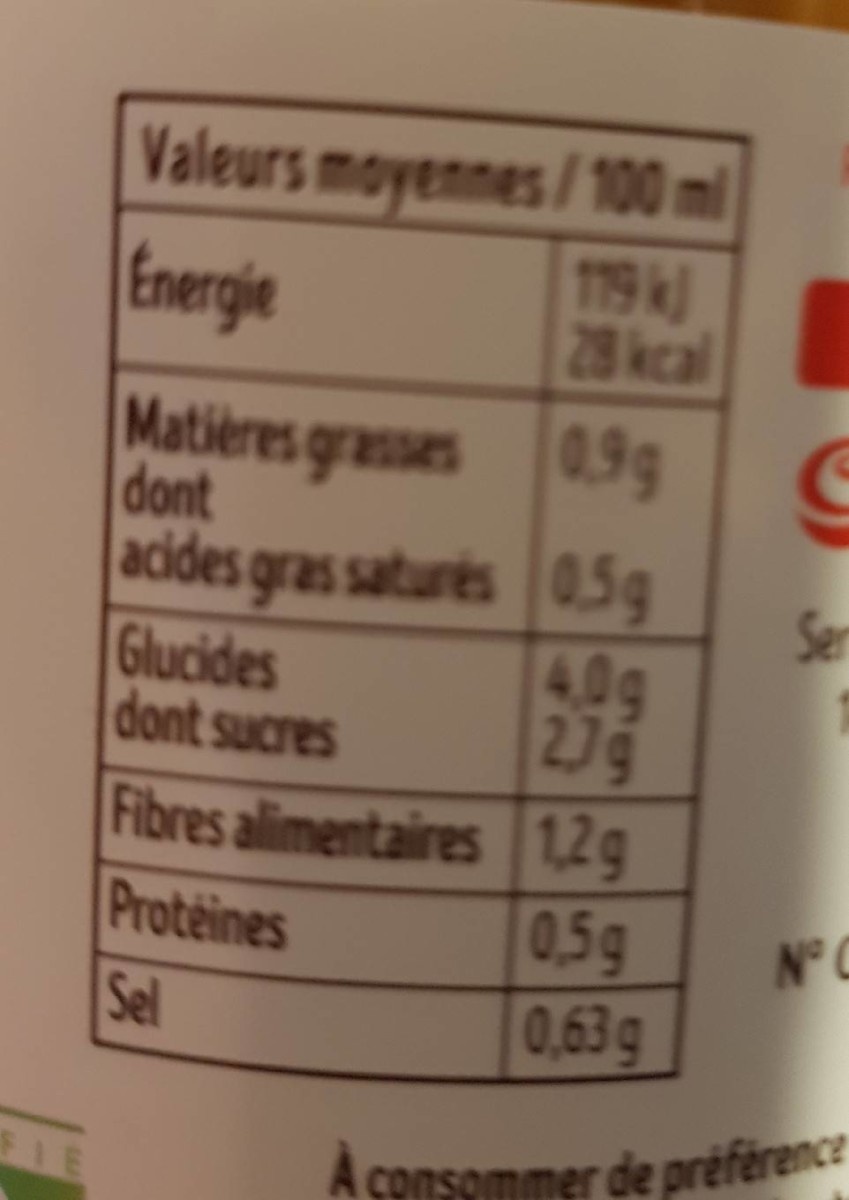 Valeurs moyennes / 100 ml
Énergie 119 kJ
28 kcal
Matières grasses 0,9 g
dont
acides gras saturés 0,5 g
Glucides 4,0 g
dont sucres 2,7 g
Fibres alimentaires 1,2 g
Protéines 0,5 g
Sel 0,63 g
N°
À consommer de préférence